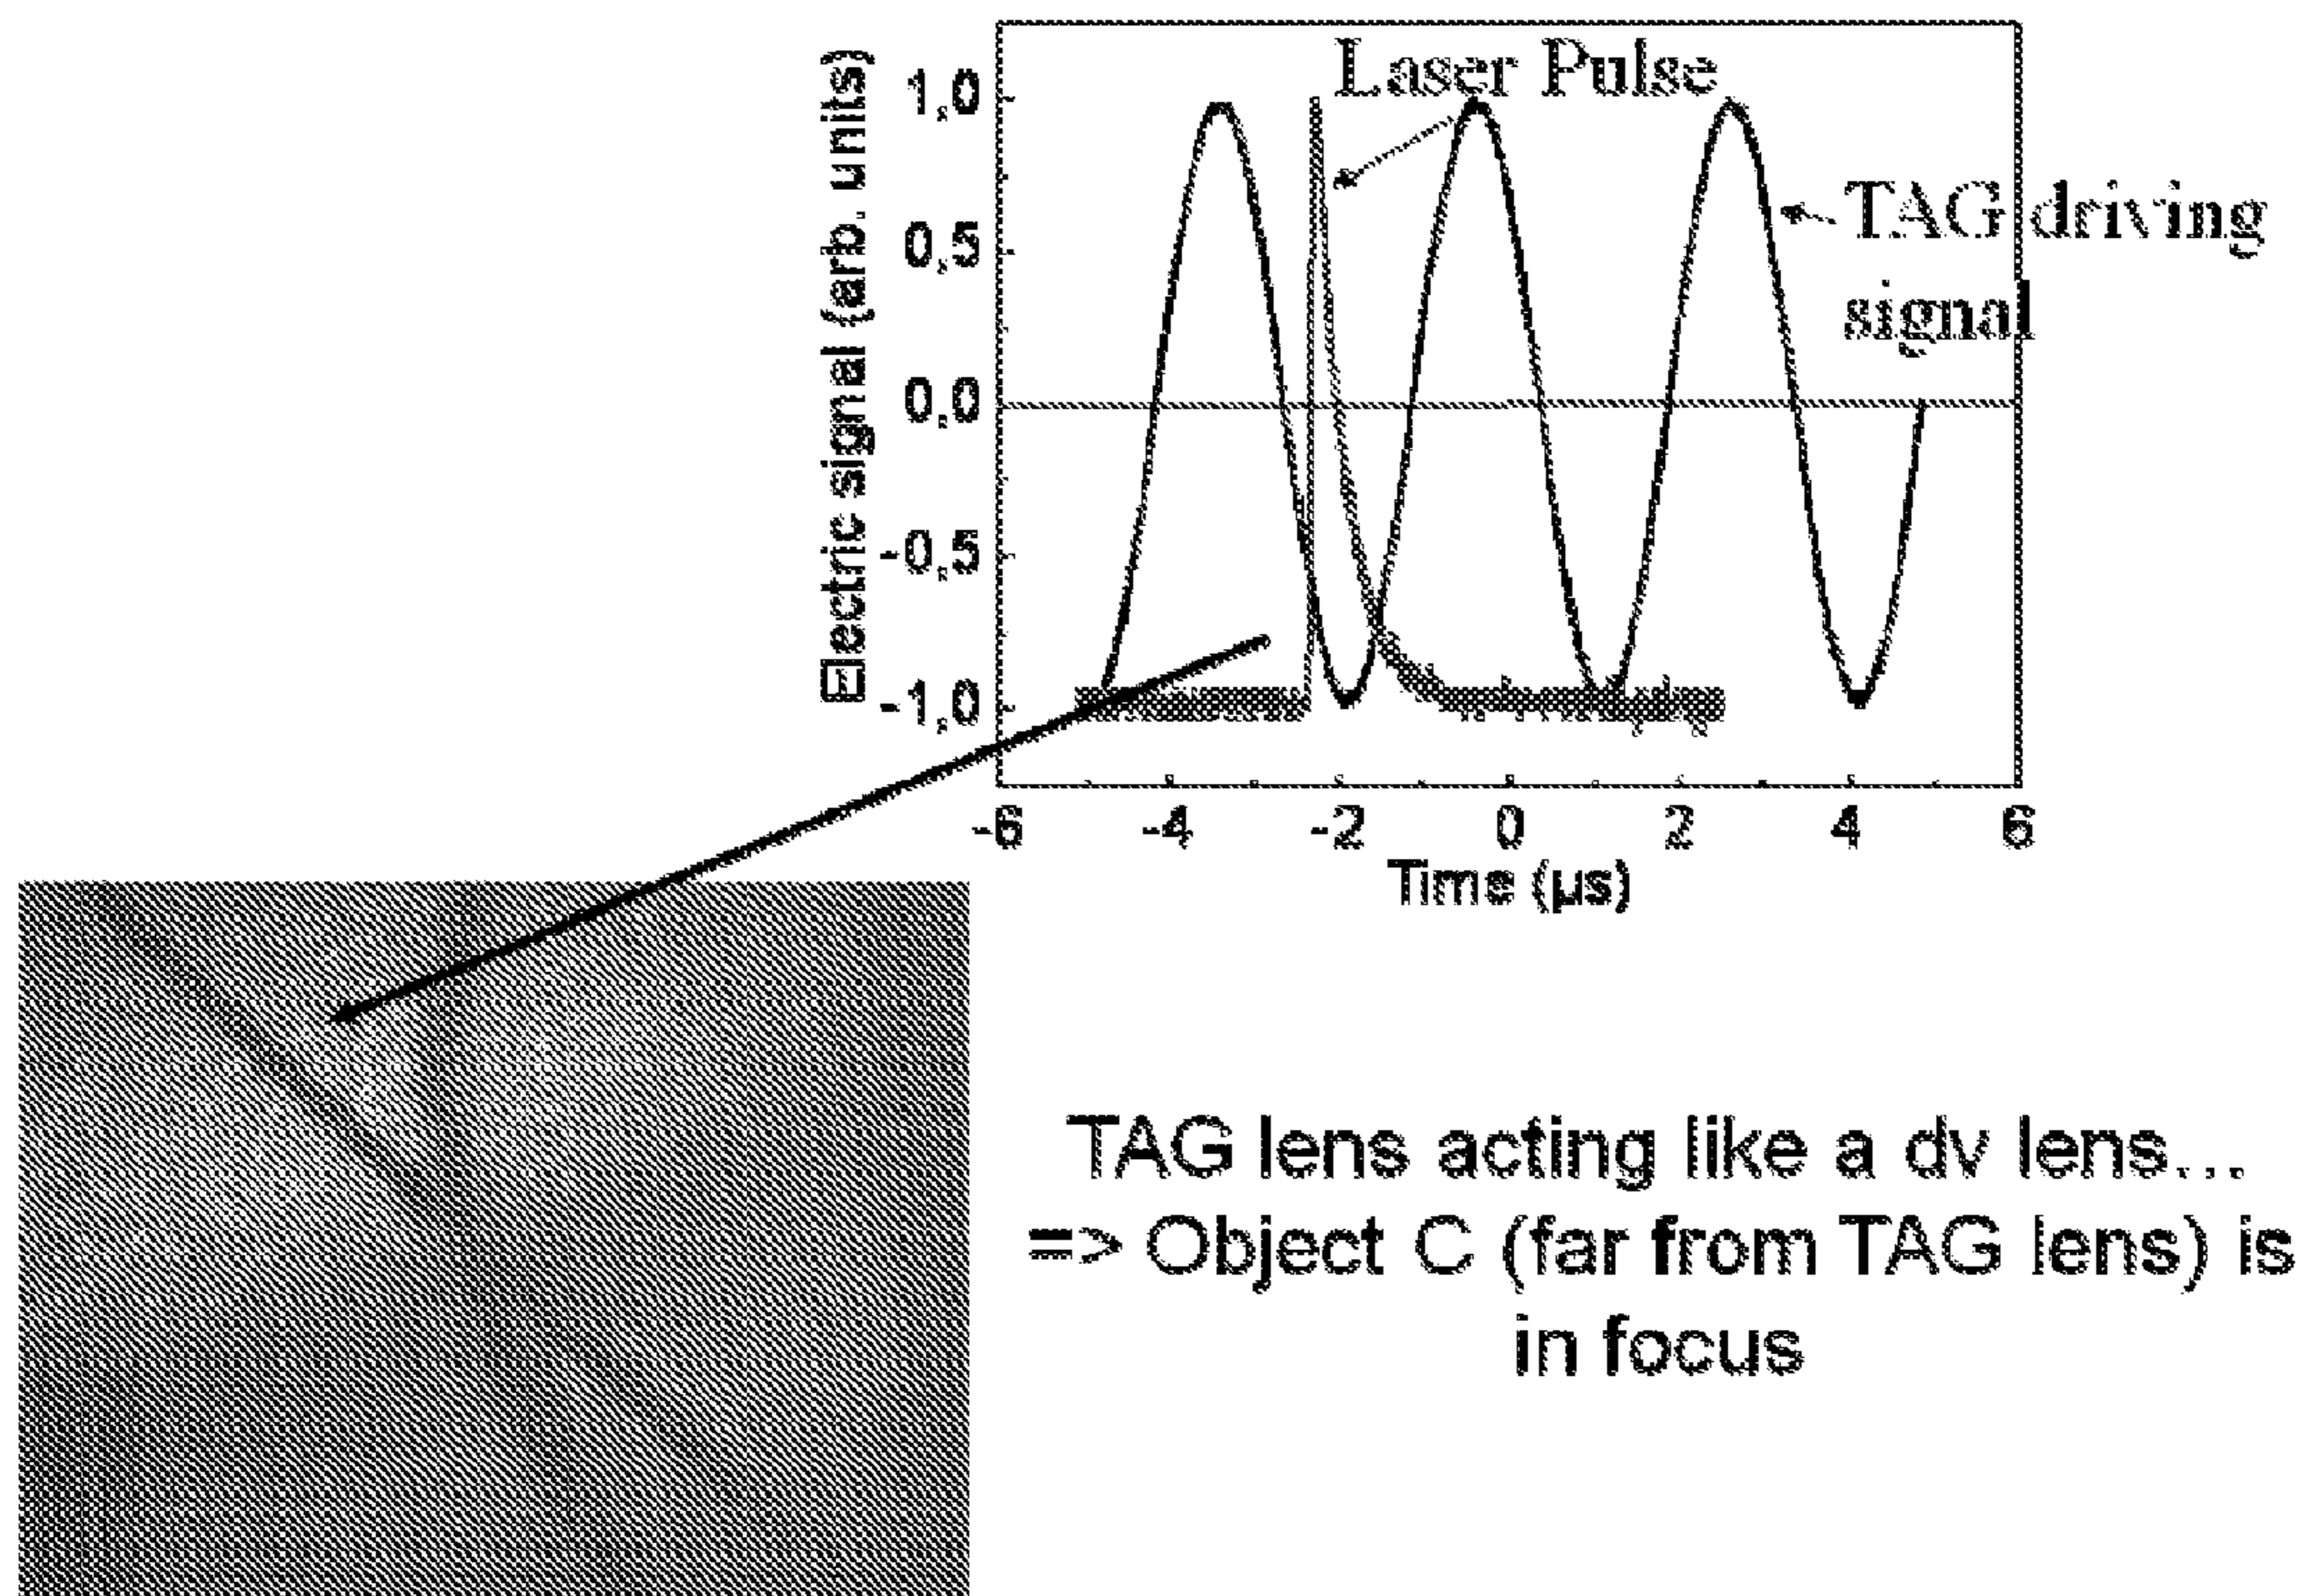 Laser Pulse
TAG driving
signal
Electric signal (arb. units)
1,0
0,5
0,0
-0,5
-1,0
-6 -4 -2 0 2 4 6
Time (µs)
TAG lens acting like a dv lens...
=> Object C (far from TAG lens) is
in focus